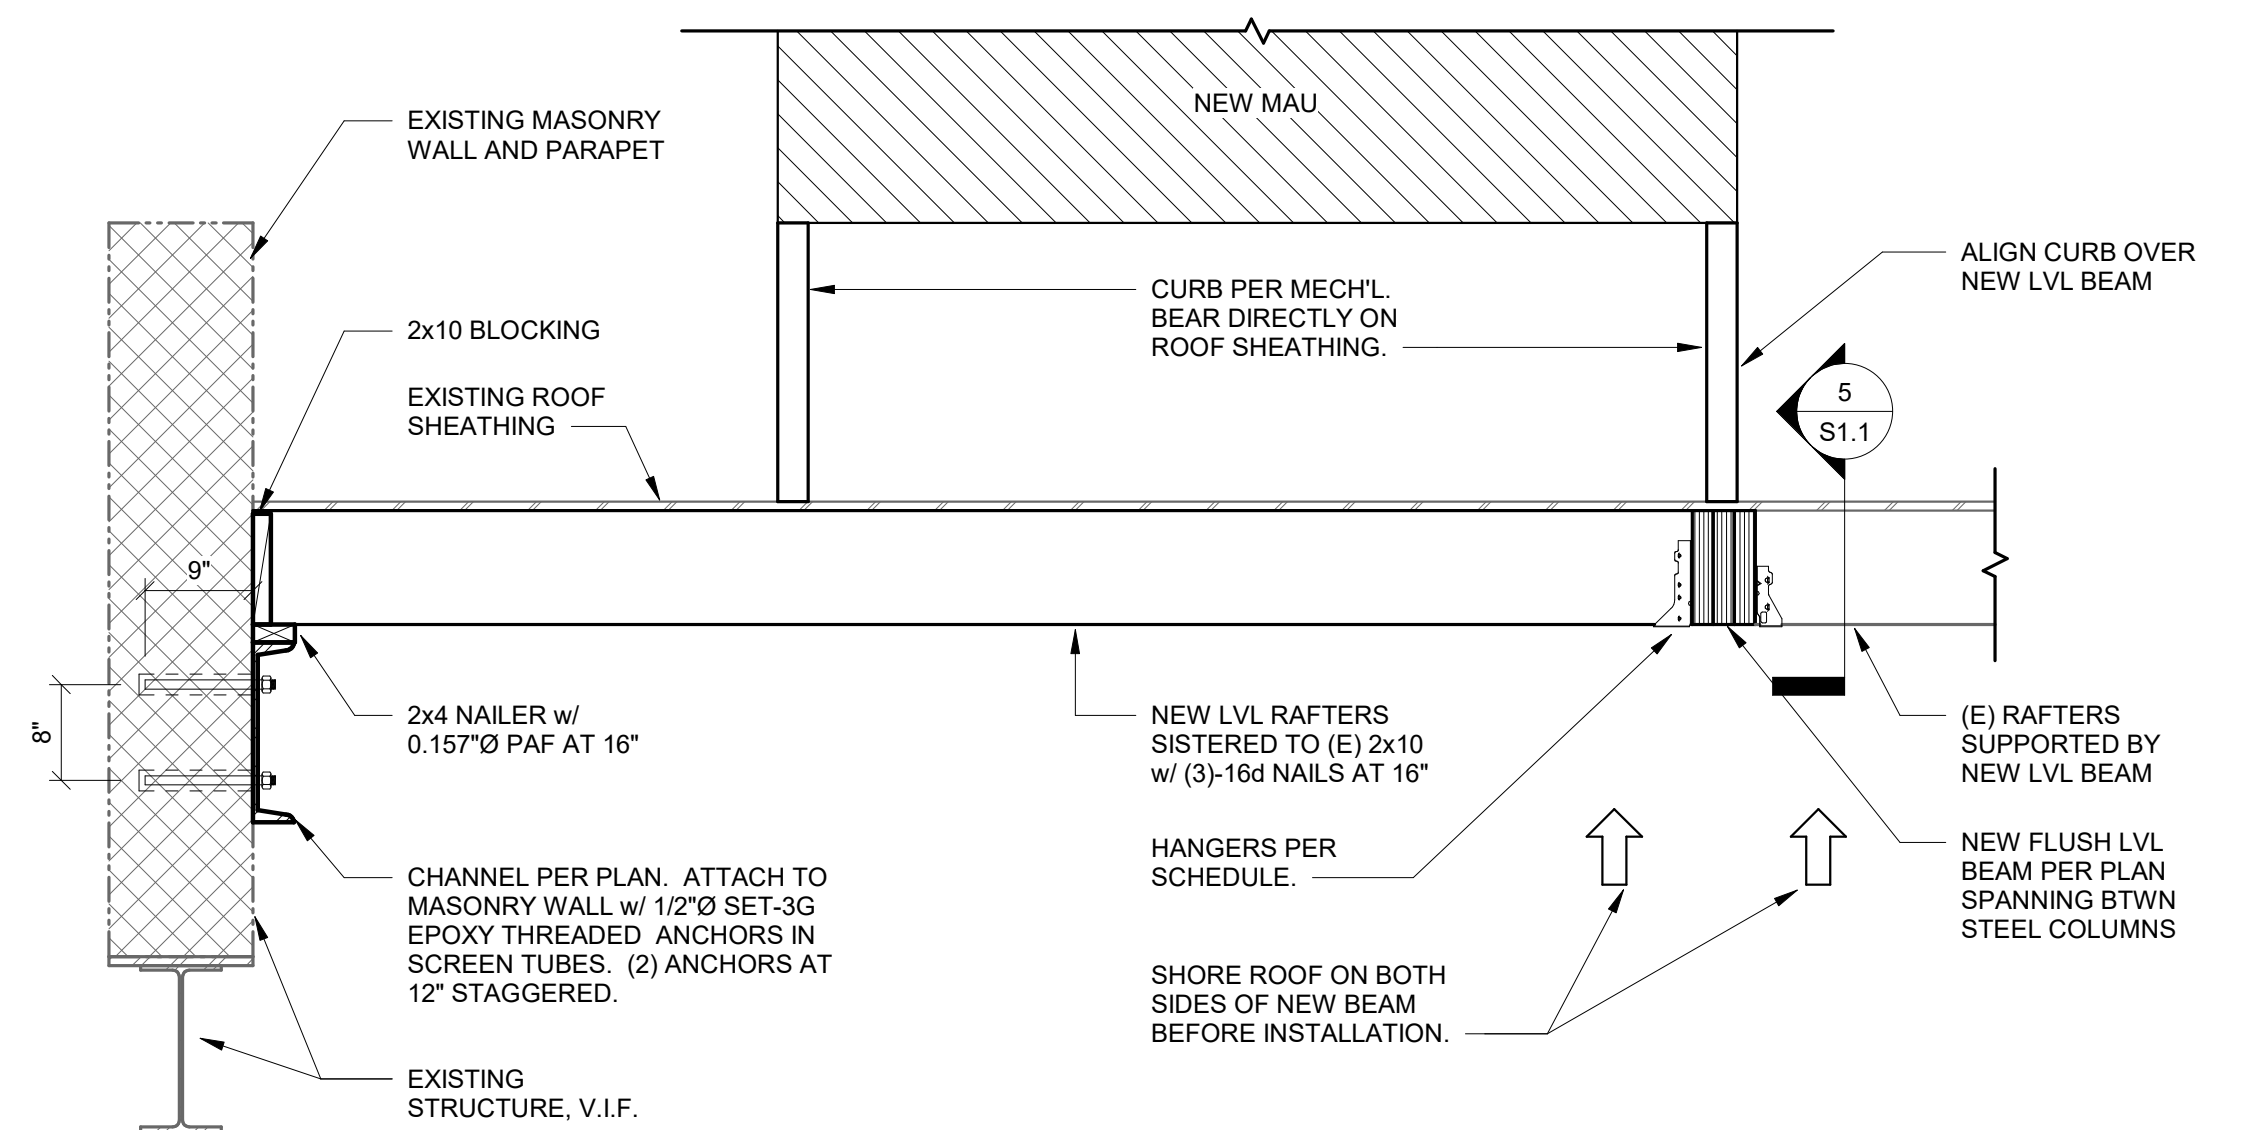 NEW MAU
EXISTING MASONRY
WALL AND PARAPET
ALIGN CURB OVER
NEW LVL BEAM
CURB PER MECH'L.
BEAR DIRECTLY ON
ROOF SHEATHING.
2x10 BLOCKING
EXISTING ROOF
SHEATHING
5
S1.1
9"
8"
2x4 NAILER w/
0.157"Ø PAF AT 16"
NEW LVL RAFTERS
SISTERED TO (E) 2x10
w/ (3)-16d NAILS AT 16"
(E) RAFTERS
SUPPORTED BY
NEW LVL BEAM
HANGERS PER
SCHEDULE.
NEW FLUSH LVL
BEAM PER PLAN
SPANNING BTWN
STEEL COLUMNS
CHANNEL PER PLAN. ATTACH TO
MASONRY WALL w/ 1/2"Ø SET-3G
EPOXY THREADED ANCHORS IN
SCREEN TUBES. (2) ANCHORS AT
12" STAGGERED.
SHORE ROOF ON BOTH
SIDES OF NEW BEAM
BEFORE INSTALLATION.
EXISTING
STRUCTURE, V.I.F.